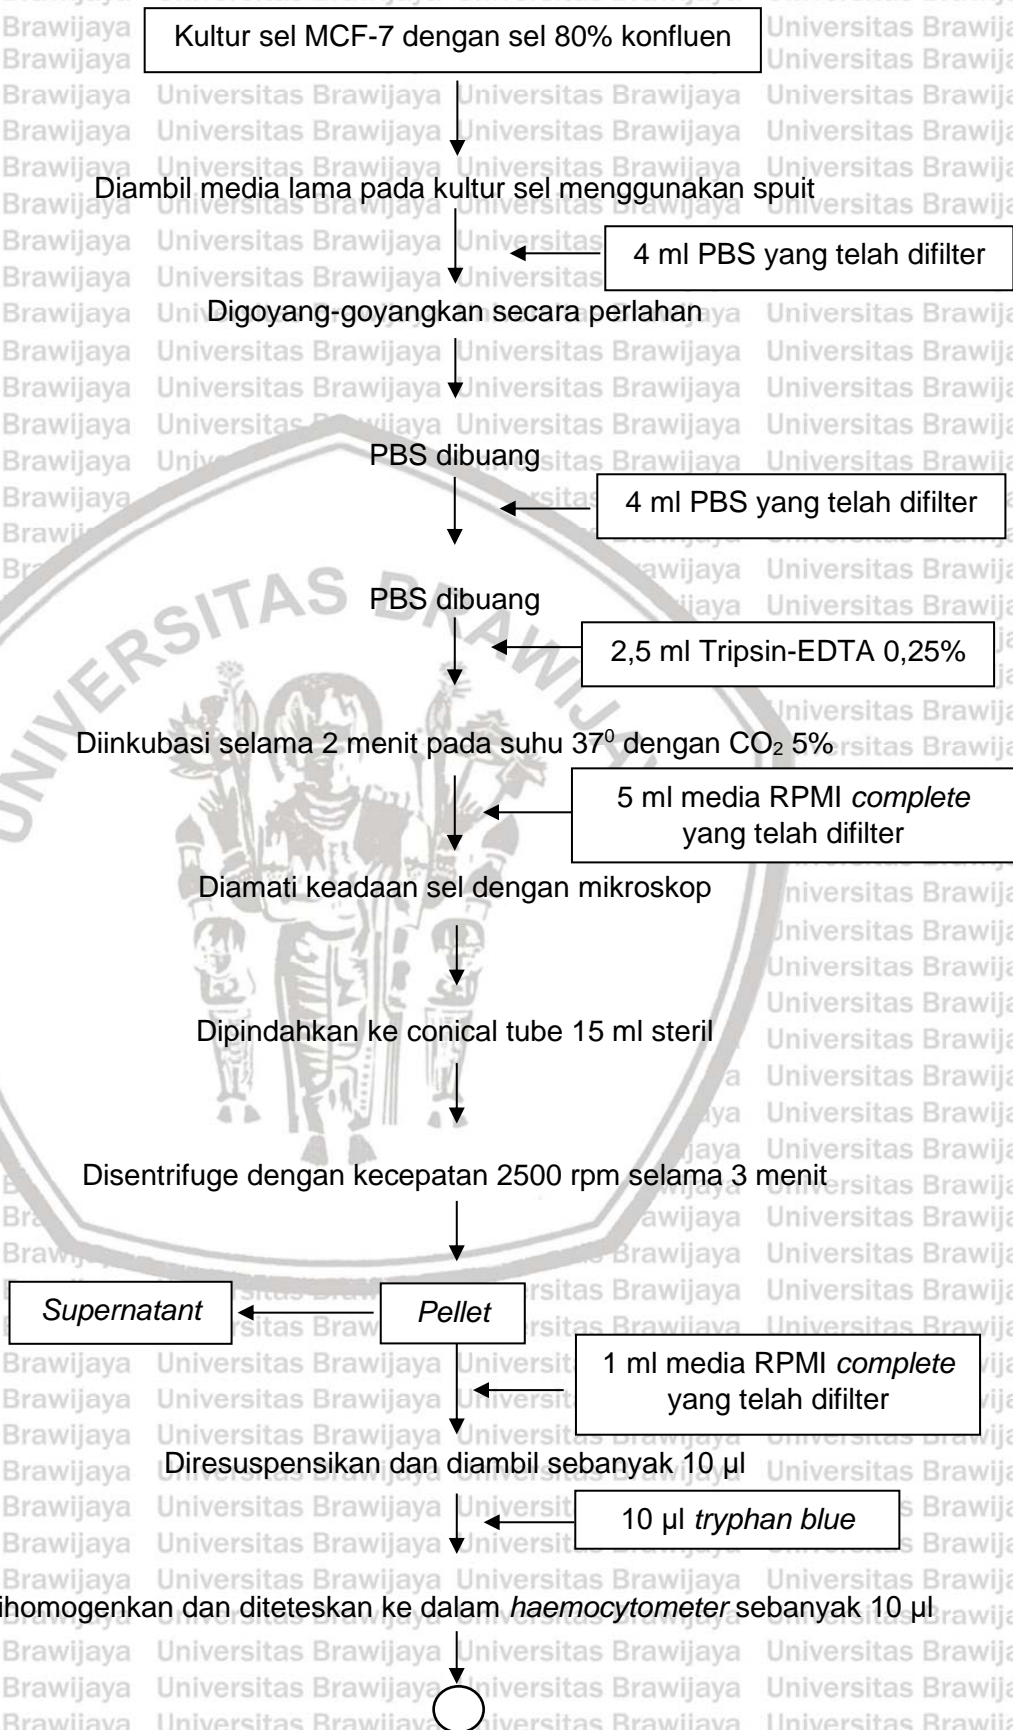 Kultur sel MCF-7 dengan sel 80% konfluen
Diambil media lama pada kultur sel menggunakan spuit
4 ml PBS yang telah difilter
Digoyang-goyangkan secara perlahan
PBS dibuang
4 ml PBS yang telah difilter
PBS dibuang
2,5 ml Tripsin-EDTA 0,25%
Diinkubasi selama 2 menit pada suhu 37⁰ dengan CO₂ 5%
5 ml media RPMI complete
yang telah difilter
Diamati keadaan sel dengan mikroskop
Dipindahkan ke conical tube 15 ml steril
Disentrifuge dengan kecepatan 2500 rpm selama 3 menit
Supernatant
Pellet
1 ml media RPMI complete
yang telah difilter
Diresuspensikan dan diambil sebanyak 10 µl
10 µl tryphan blue
ihomogenkan dan diteteskan ke dalam haemocytometer sebanyak 10 µl
UNIVERSITAS BRAWIJAYA